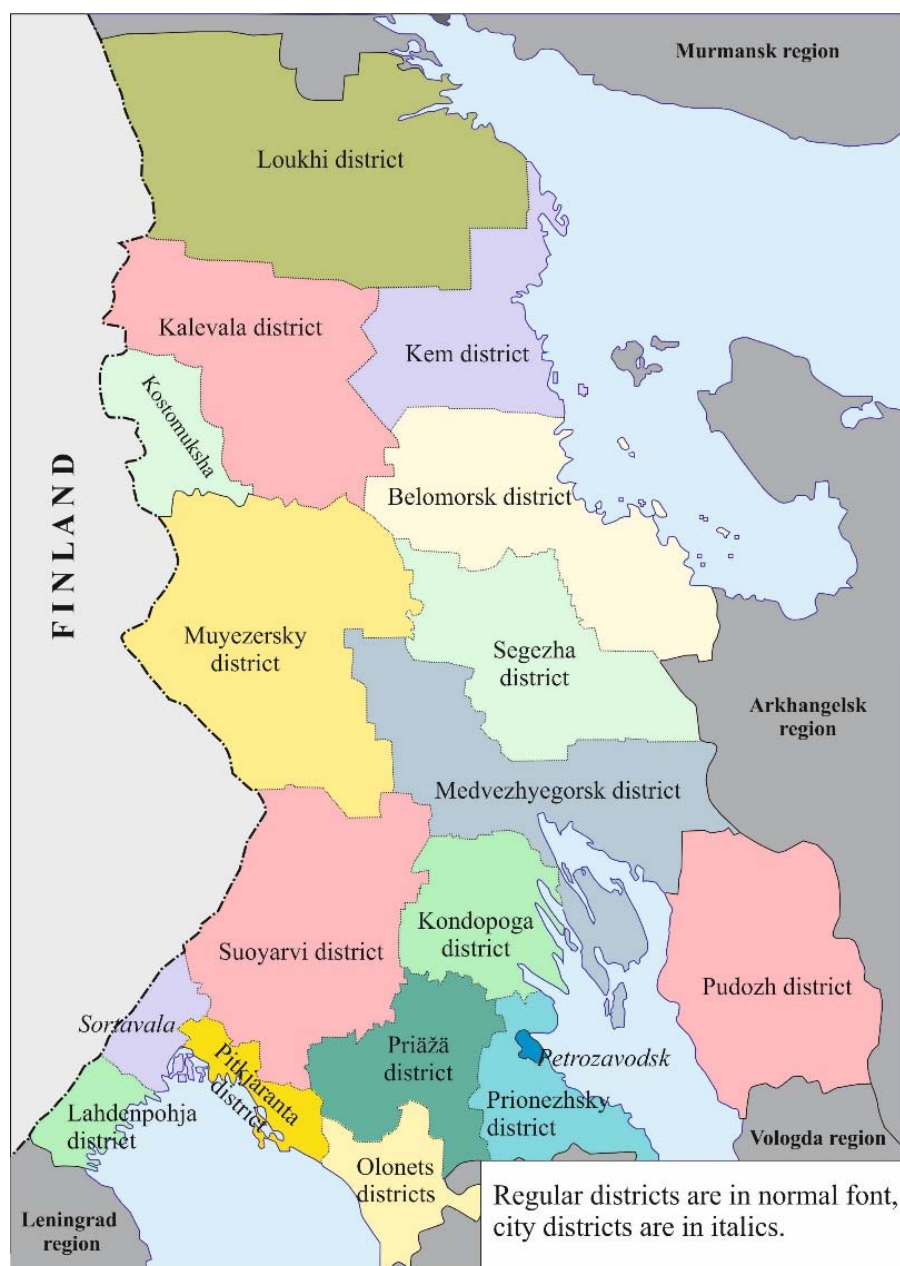 Murmansk region
Loukhi district
Kalevala district
Kem district
Kostomuksha
Belomorsk district
FINLAND
Muyezersky
district
Segezha
district
Arkhangelsk
region
Medvezhyegorsk district
Kondopoga
district
Suoyarvi district
Pudozh district
Sortavala
Pitkjaranta
district
Priäžä
district
Petrozavodsk
Lahdenpohja
district
Prionezhsky
district
Vologda region
Olonets
districts
Leningrad
region
Regular districts are in normal font,
city districts are in italics.